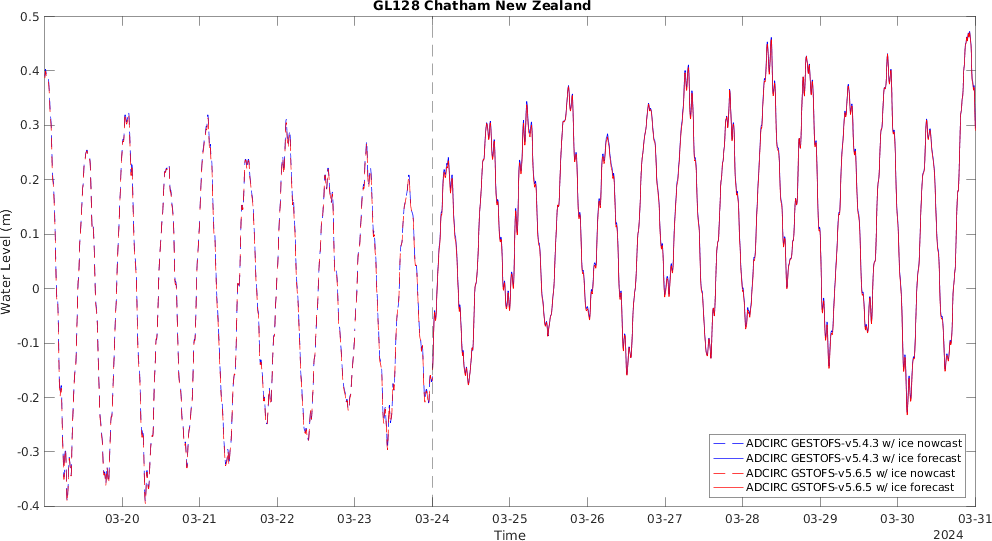 GL128 Chatham New Zealand
0.5
0.4
0.3
0.2
0.1
0
-0.1
-0.2
-0.3
-0.4
Water Level (m)
ADCIRC GESTOFS-v5.4.3 w/ ice nowcast
ADCIRC GESTOFS-v5.4.3 w/ ice forecast
ADCIRC GSTOFS-v5.6.5 w/ ice nowcast
ADCIRC GSTOFS-v5.6.5 w/ ice forecast
03-20 03-21 03-22 03-23 03-24 03-25 03-26 03-27 03-28 03-29 03-30 03-31
Time
2024